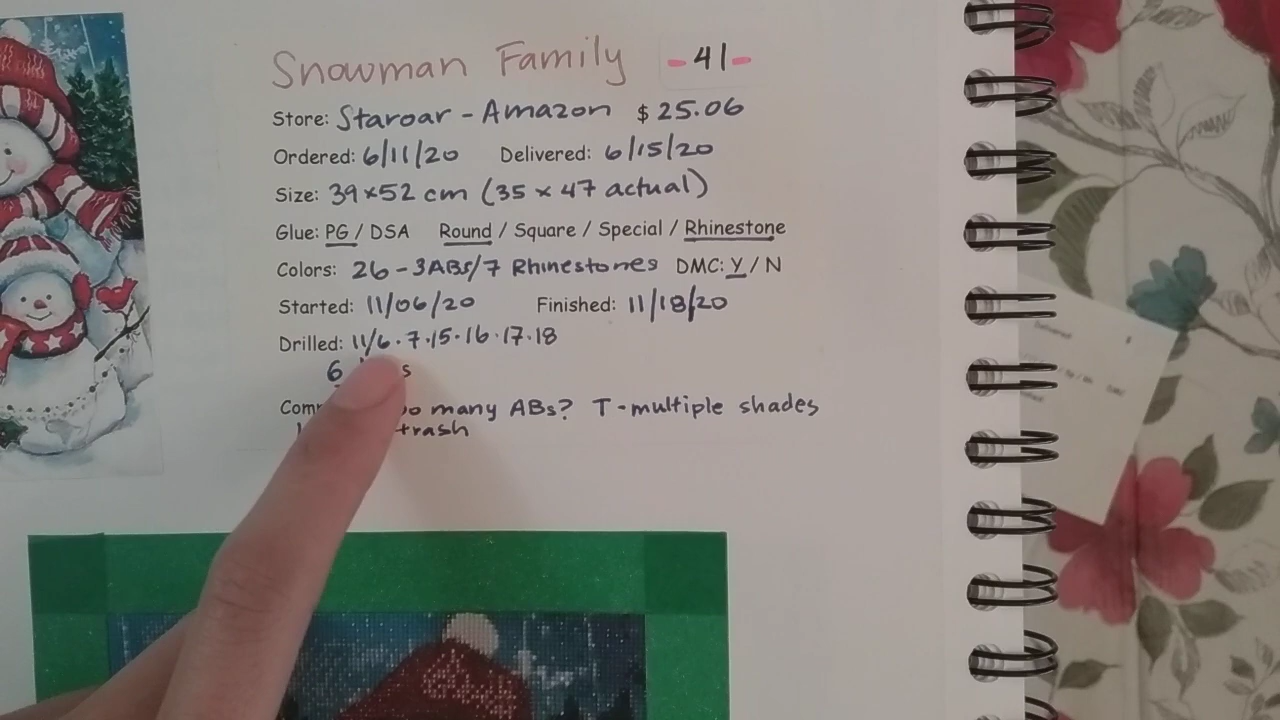 Snowman Family -41-
Store: Staroar - Amazon $25.06
Ordered: 6/11/20 Delivered: 6/15/20
Size: 39x52 cm (35 x 47 actual)
Glue: PG / DSA Round / Square / Special / Rhinestone
Colors: 26 - 3ABs/7 Rhinestones DMC: Y / N
Started: 11/06/20 Finished: 11/18/20
Drilled: 11/6·7·15·16·17·18
6
many ABs? T-multiple shades
trash